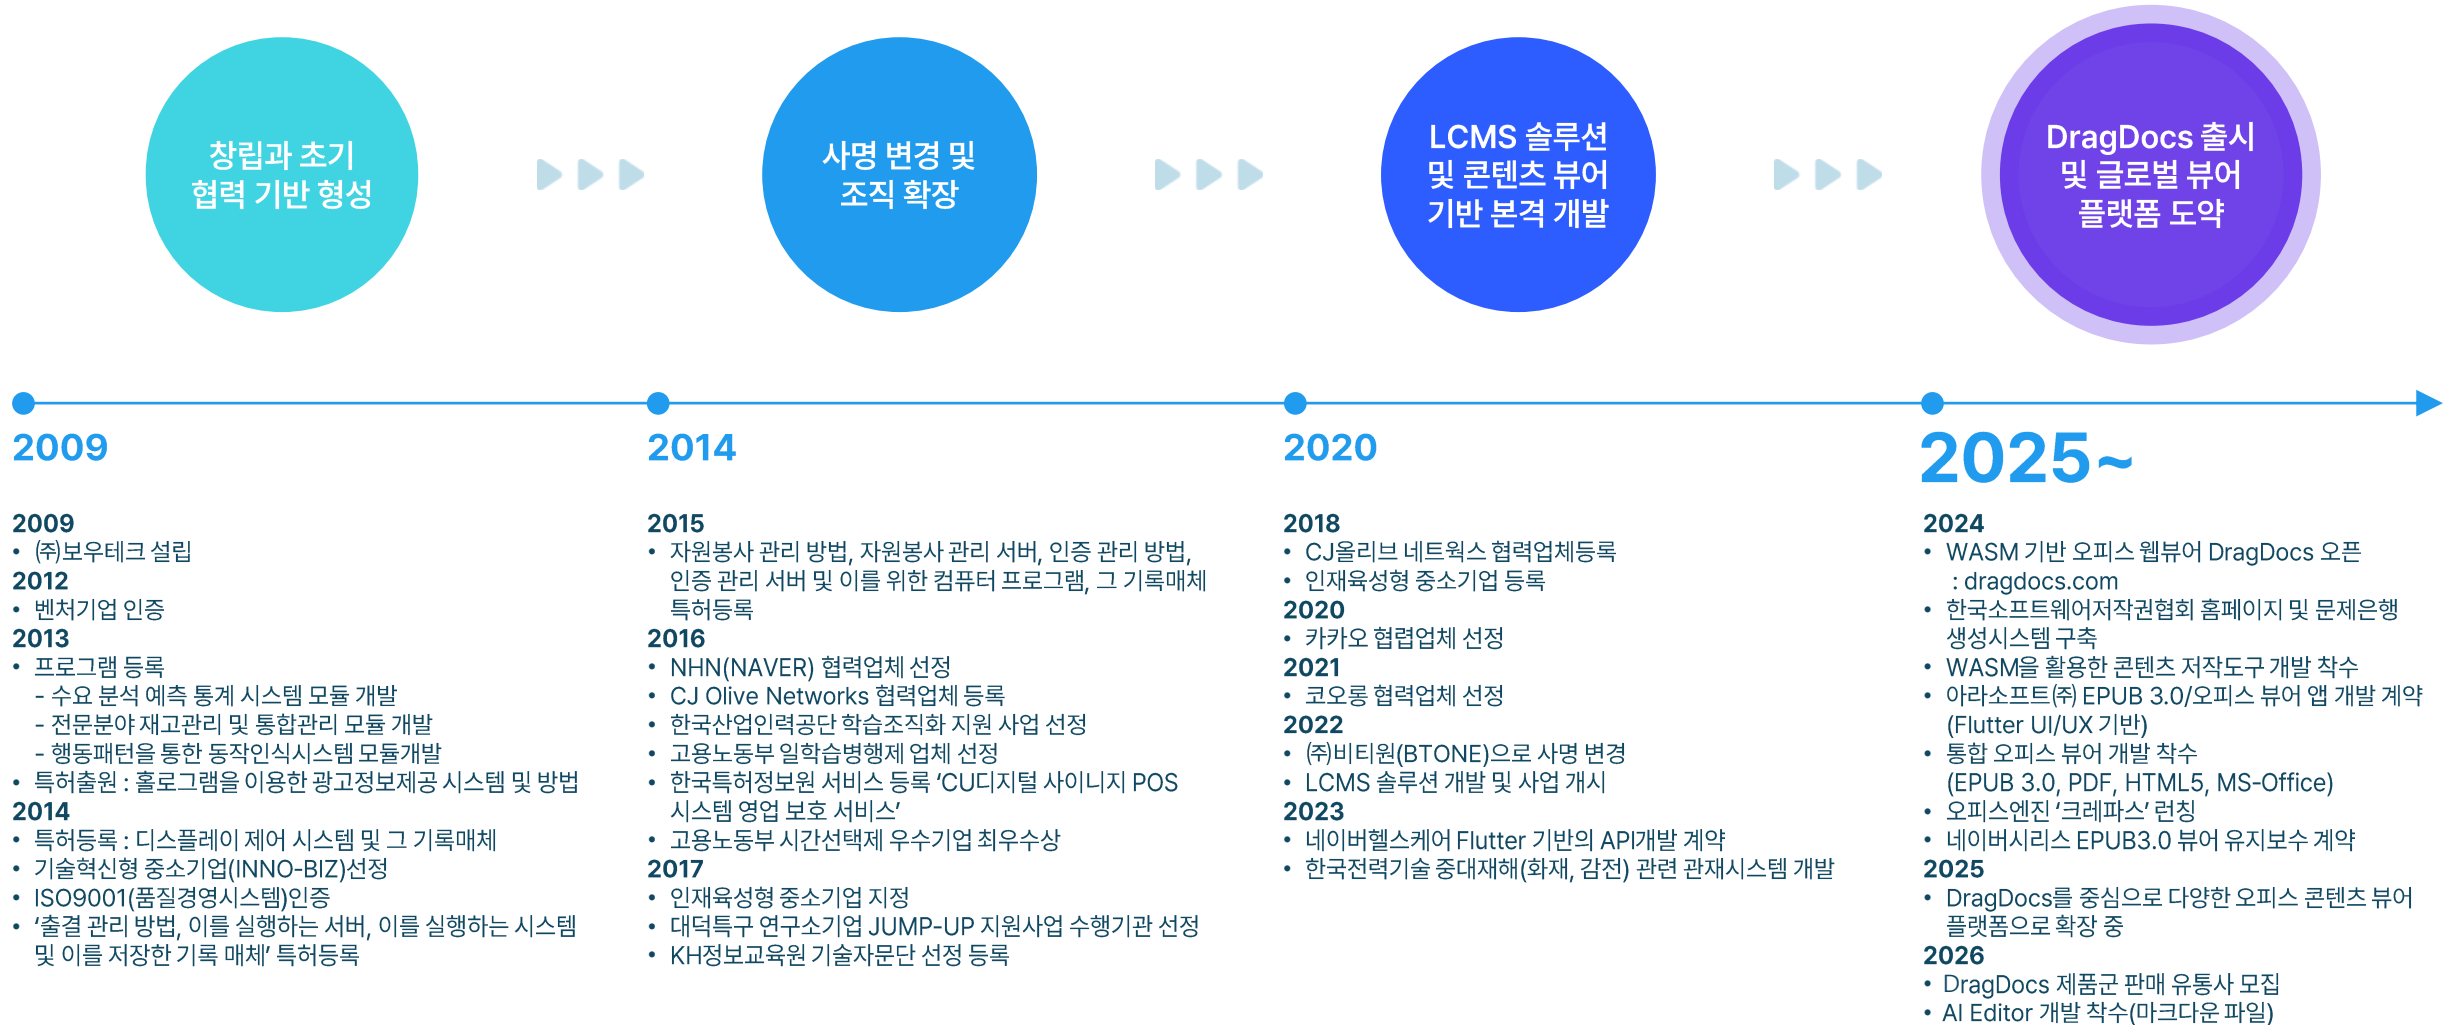 창립과 초기
협력 기반 형성
사명 변경 및
조직 확장
LCMS 솔루션
및 콘텐츠 뷰어
기반 본격 개발
DragDocs 출시
및 글로벌 뷰어
플랫폼 도약
2009
2014
2020
2025~
2009
• ㈜보우테크 설립
2012
• 벤처기업 인증
2013
• 프로그램 등록
- 수요 분석 예측 통계 시스템 모듈 개발
- 전문분야 재고관리 및 통합관리 모듈 개발
- 행동패턴을 통한 동작인식시스템 모듈개발
• 특허출원 : 홀로그램을 이용한 광고정보제공 시스템 및 방법
2014
• 특허등록 : 디스플레이 제어 시스템 및 그 기록매체
• 기술혁신형 중소기업(INNO-BIZ)선정
• ISO9001(품질경영시스템)인증
• ‘출결 관리 방법, 이를 실행하는 서버, 이를 실행하는 시스템
및 이를 저장한 기록 매체’ 특허등록
2015
• 자원봉사 관리 방법, 자원봉사 관리 서버, 인증 관리 방법,
인증 관리 서버 및 이를 위한 컴퓨터 프로그램, 그 기록매체
특허등록
2016
• NHN(NAVER) 협력업체 선정
• CJ Olive Networks 협력업체 등록
• 한국산업인력공단 학습조직화 지원 사업 선정
• 고용노동부 일학습병행제 업체 선정
• 한국특허정보원 서비스 등록 ‘CU디지털 사이니지 POS
시스템 영업 보호 서비스’
• 고용노동부 시간선택제 우수기업 최우수상
2017
• 인재육성형 중소기업 지정
• 대덕특구 연구소기업 JUMP-UP 지원사업 수행기관 선정
• KH정보교육원 기술자문단 선정 등록
2018
• CJ올리브 네트웍스 협력업체등록
• 인재육성형 중소기업 등록
2020
• 카카오 협렵업체 선정
2021
• 코오롱 협력업체 선정
2022
• ㈜비티원(BTONE)으로 사명 변경
• LCMS 솔루션 개발 및 사업 개시
2023
• 네이버헬스케어 Flutter 기반의 API개발 계약
• 한국전력기술 중대재해(화재, 감전) 관련 관재시스템 개발
2024
• WASM 기반 오피스 웹뷰어 DragDocs 오픈
: dragdocs.com
• 한국소프트웨어저작권협회 홈페이지 및 문제은행
생성시스템 구축
• WASM을 활용한 콘텐츠 저작도구 개발 착수
• 아라소프트㈜ EPUB 3.0/오피스 뷰어 앱 개발 계약
(Flutter UI/UX 기반)
• 통합 오피스 뷰어 개발 착수
(EPUB 3.0, PDF, HTML5, MS-Office)
• 오피스엔진 ‘크레파스’ 런칭
• 네이버시리스 EPUB3.0 뷰어 유지보수 계약
2025
• DragDocs를 중심으로 다양한 오피스 콘텐츠 뷰어
플랫폼으로 확장 중
2026
• DragDocs 제품군 판매 유통사 모집
• AI Editor 개발 착수(마크다운 파일)